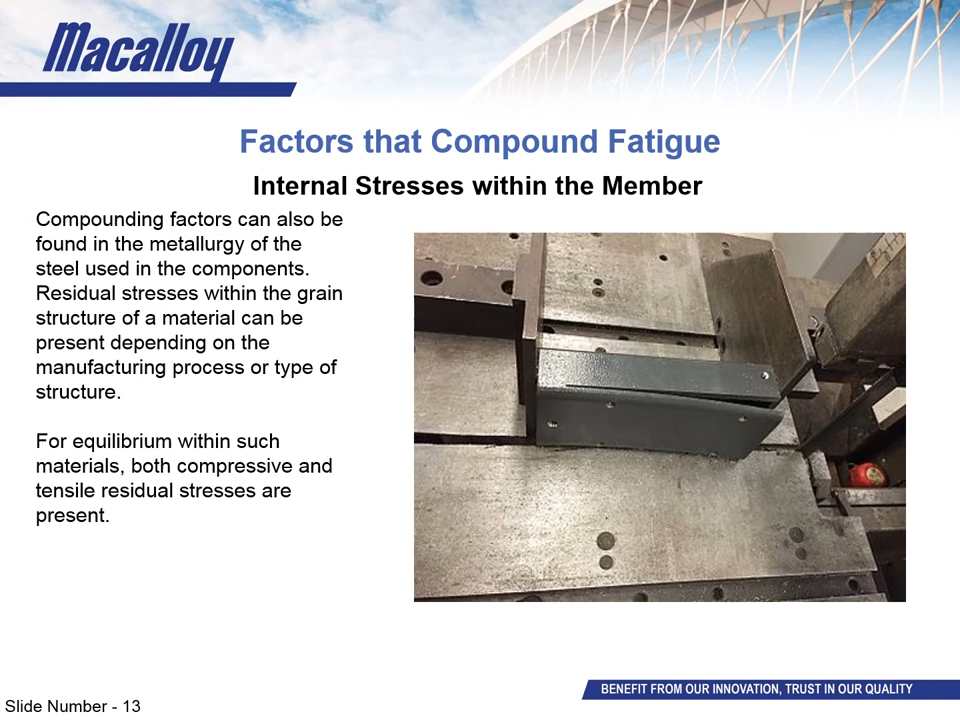 Macalloy
Factors that Compound Fatigue
Internal Stresses within the Member
Compounding factors can also be
found in the metallurgy of the
steel used in the components.
Residual stresses within the grain
structure of a material can be
present depending on the
manufacturing process or type of
structure.
For equilibrium within such
materials, both compressive and
tensile residual stresses are
present.
BENEFIT FROM OUR INNOVATION, TRUST IN OUR QUALITY
Slide Number - 13